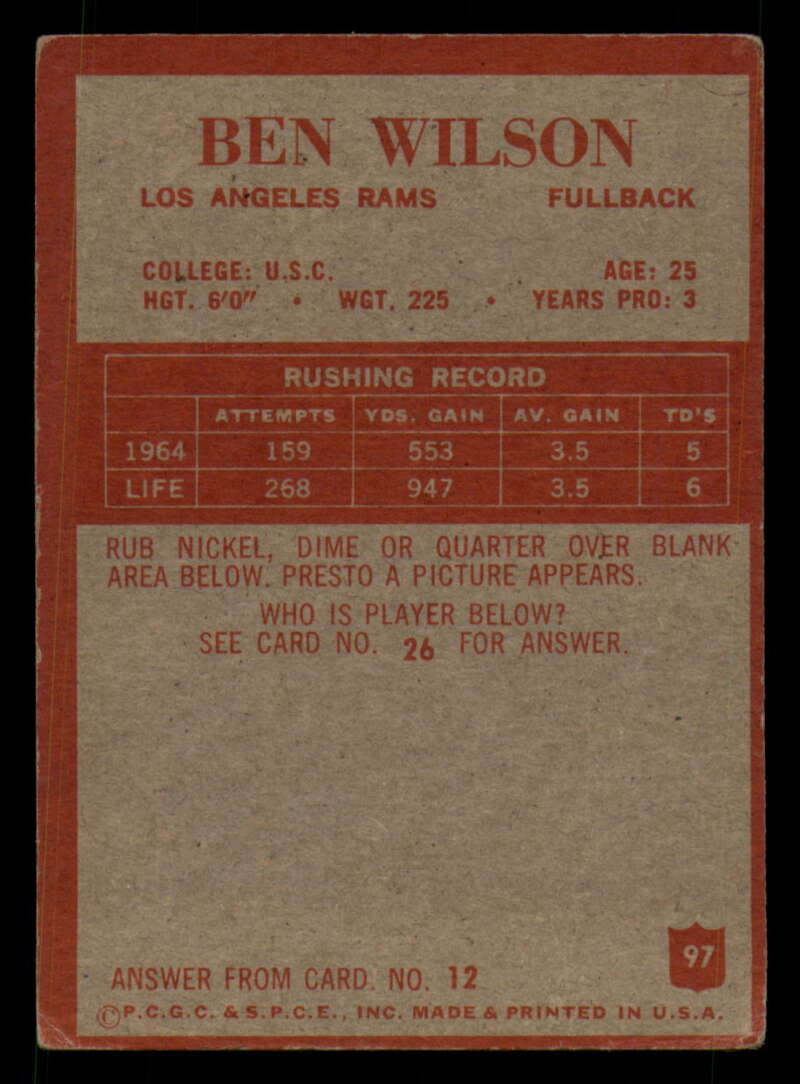 BEN WILSON
LOS ANGELES RAMS FULLBACK
COLLEGE: U.S.C. AGE: 25
HGT. 6'0" • WGT. 225 • YEARS PRO: 3
RUSHING RECORD
ATTEMPTS YDS. GAIN AV. GAIN TD'S
1964 159 553 3.5 5
LIFE 268 947 3.5 6
RUB NICKEL, DIME OR QUARTER OVER BLANK
AREA BELOW. PRESTO A PICTURE APPEARS.
WHO IS PLAYER BELOW?
SEE CARD NO. 26 FOR ANSWER.
97
ANSWER FROM CARD. NO. 12
©P.C.G.C. & S.P.C.E., INC. MADE & PRINTED IN U.S.A.